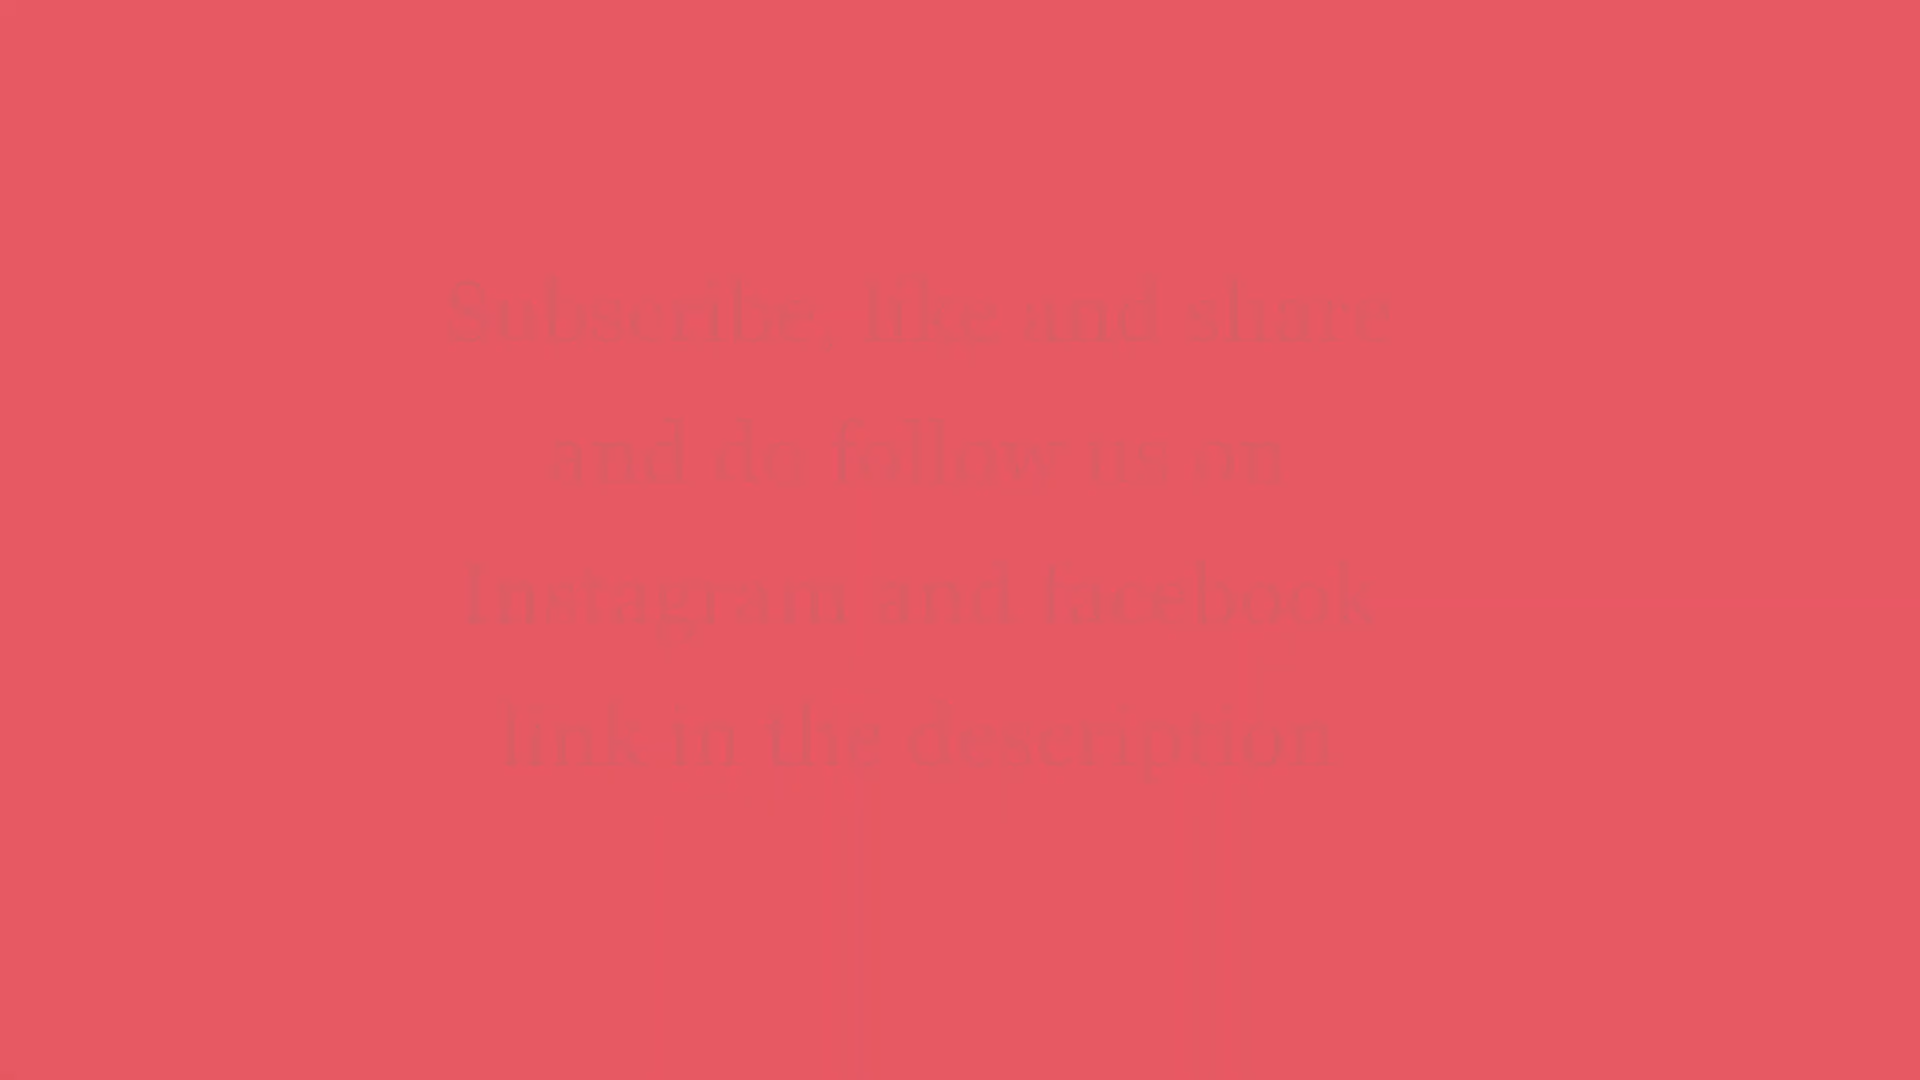 Subscribe, like and share
and do follow us on
Instagram and facebook
link in the description